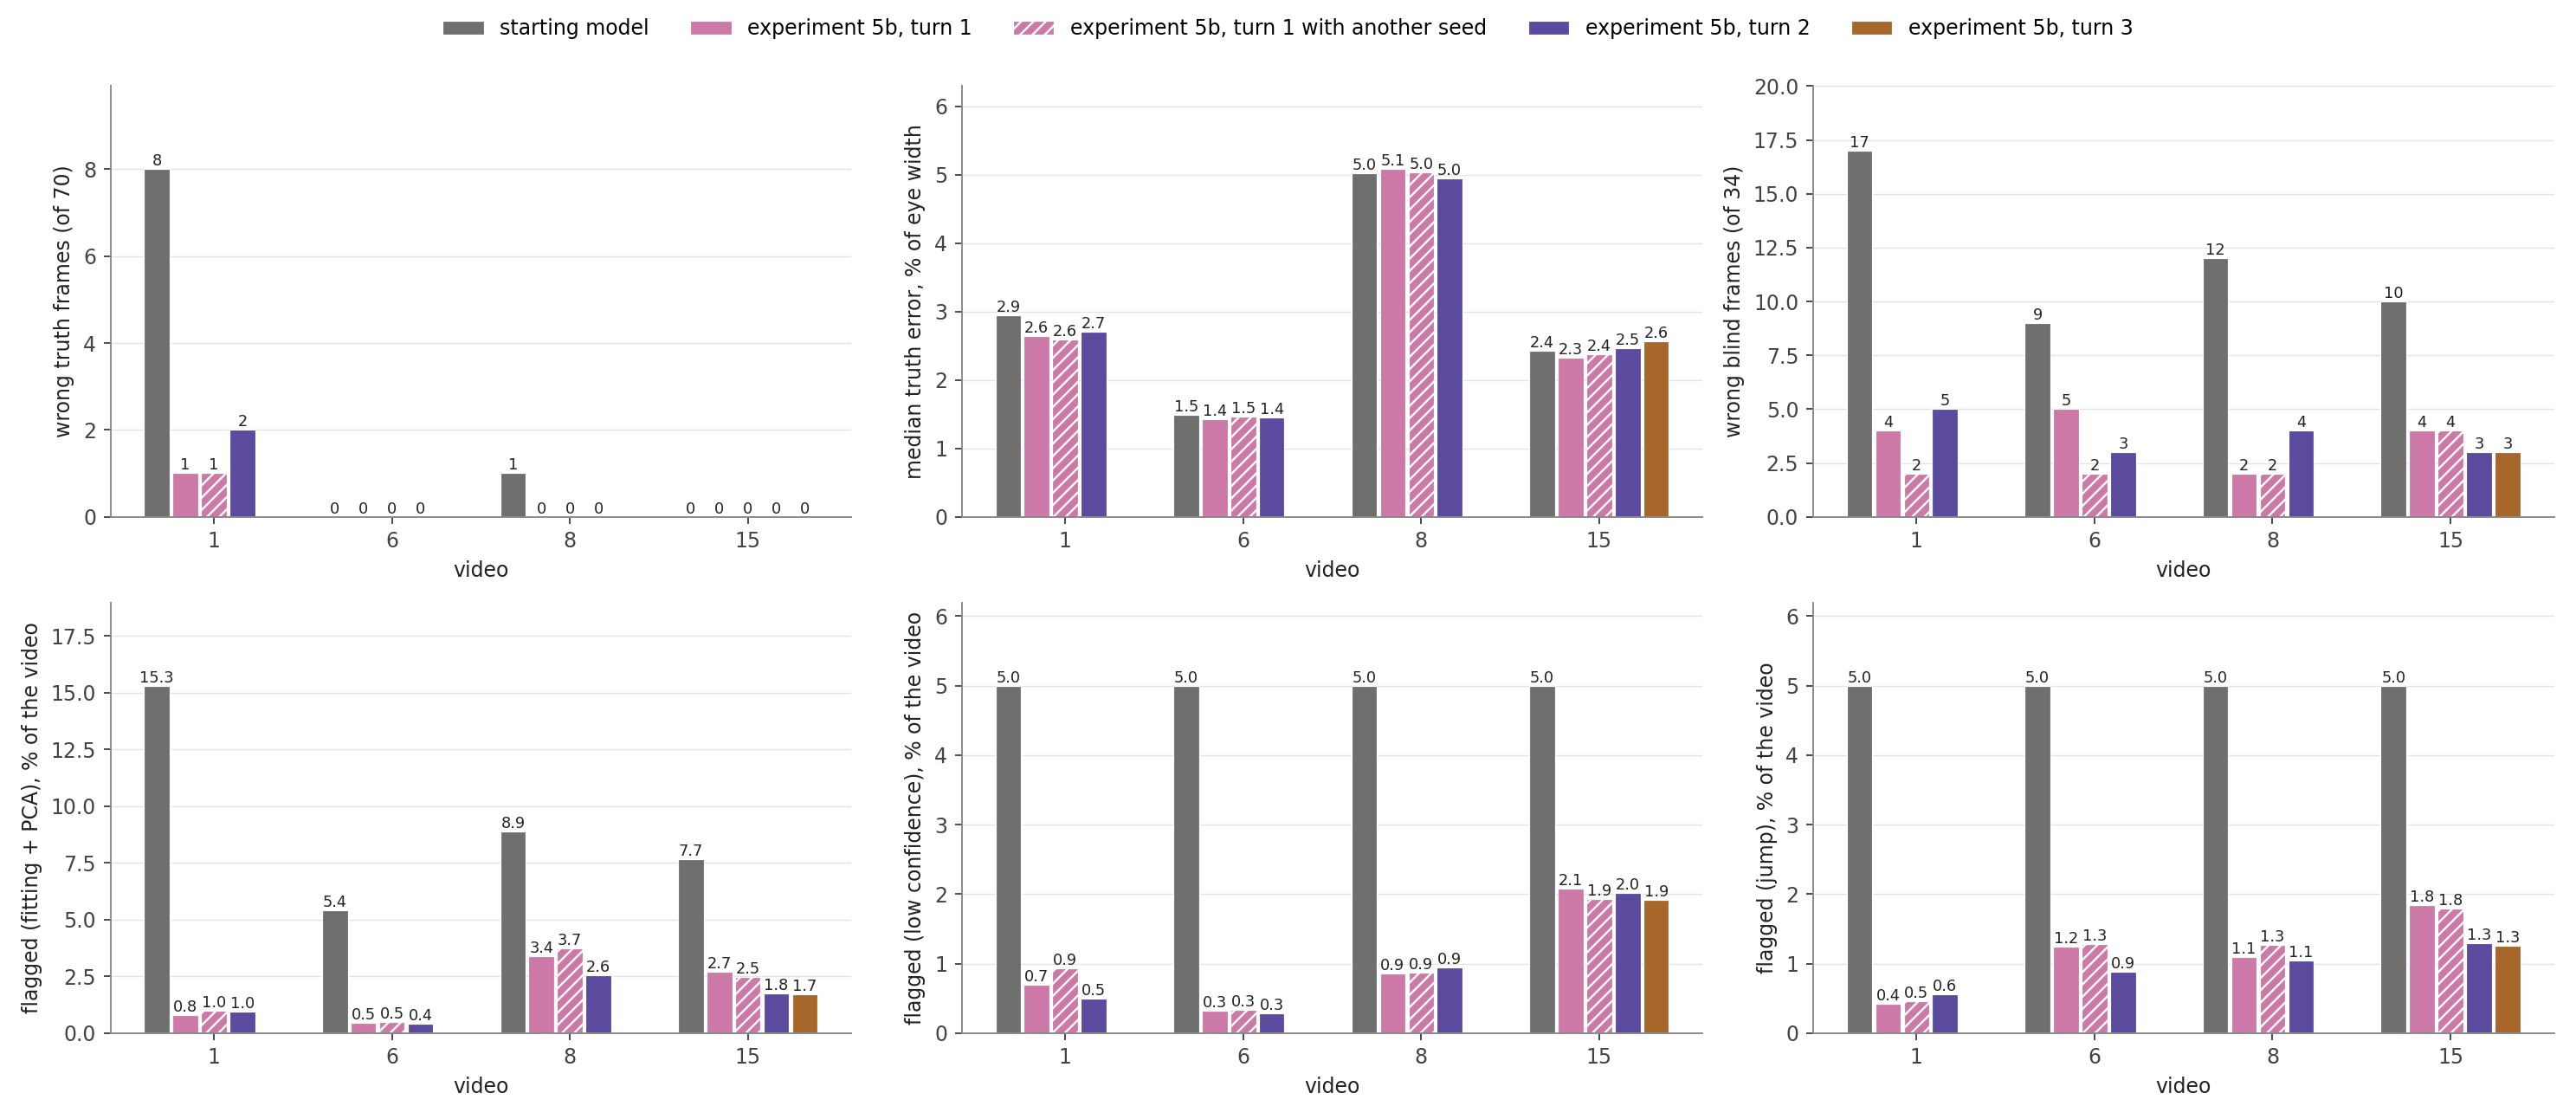 starting model
experiment 5b, turn 1
experiment 5b, turn 1 with another seed
experiment 5b, turn 2
experiment 5b, turn 3
wrong truth frames (of 70)
8
6
4
2
0
8 1 1 2
0 0 0 0
1 0 0 0
0 0 0 0 0
1 6 8 15
video
median truth error, % of eye width
6
5
4
3
2
1
0
2.9 2.6 2.6 2.7
1.5 1.4 1.5 1.4
5.0 5.1 5.0 5.0
2.4 2.3 2.4 2.5 2.6
1 6 8 15
video
wrong blind frames (of 34)
20.0
17.5
15.0
12.5
10.0
7.5
5.0
2.5
0.0
17 4 2 5
9 5 2 3
12 2 2 4
10 4 4 3 3
1 6 8 15
video
flagged (fitting + PCA), % of the video
17.5
15.0
12.5
10.0
7.5
5.0
2.5
0.0
15.3 0.8 1.0 1.0
5.4 0.5 0.5 0.4
8.9 3.4 3.7 2.6
7.7 2.7 2.5 1.8 1.7
1 6 8 15
video
flagged (low confidence), % of the video
6
5
4
3
2
1
0
5.0 0.7 0.9 0.5
5.0 0.3 0.3 0.3
5.0 0.9 0.9 0.9
5.0 2.1 1.9 2.0 1.9
1 6 8 15
video
flagged (jump), % of the video
6
5
4
3
2
1
0
5.0 0.4 0.5 0.6
5.0 1.2 1.3 0.9
5.0 1.1 1.3 1.1
5.0 1.8 1.8 1.3 1.3
1 6 8 15
video